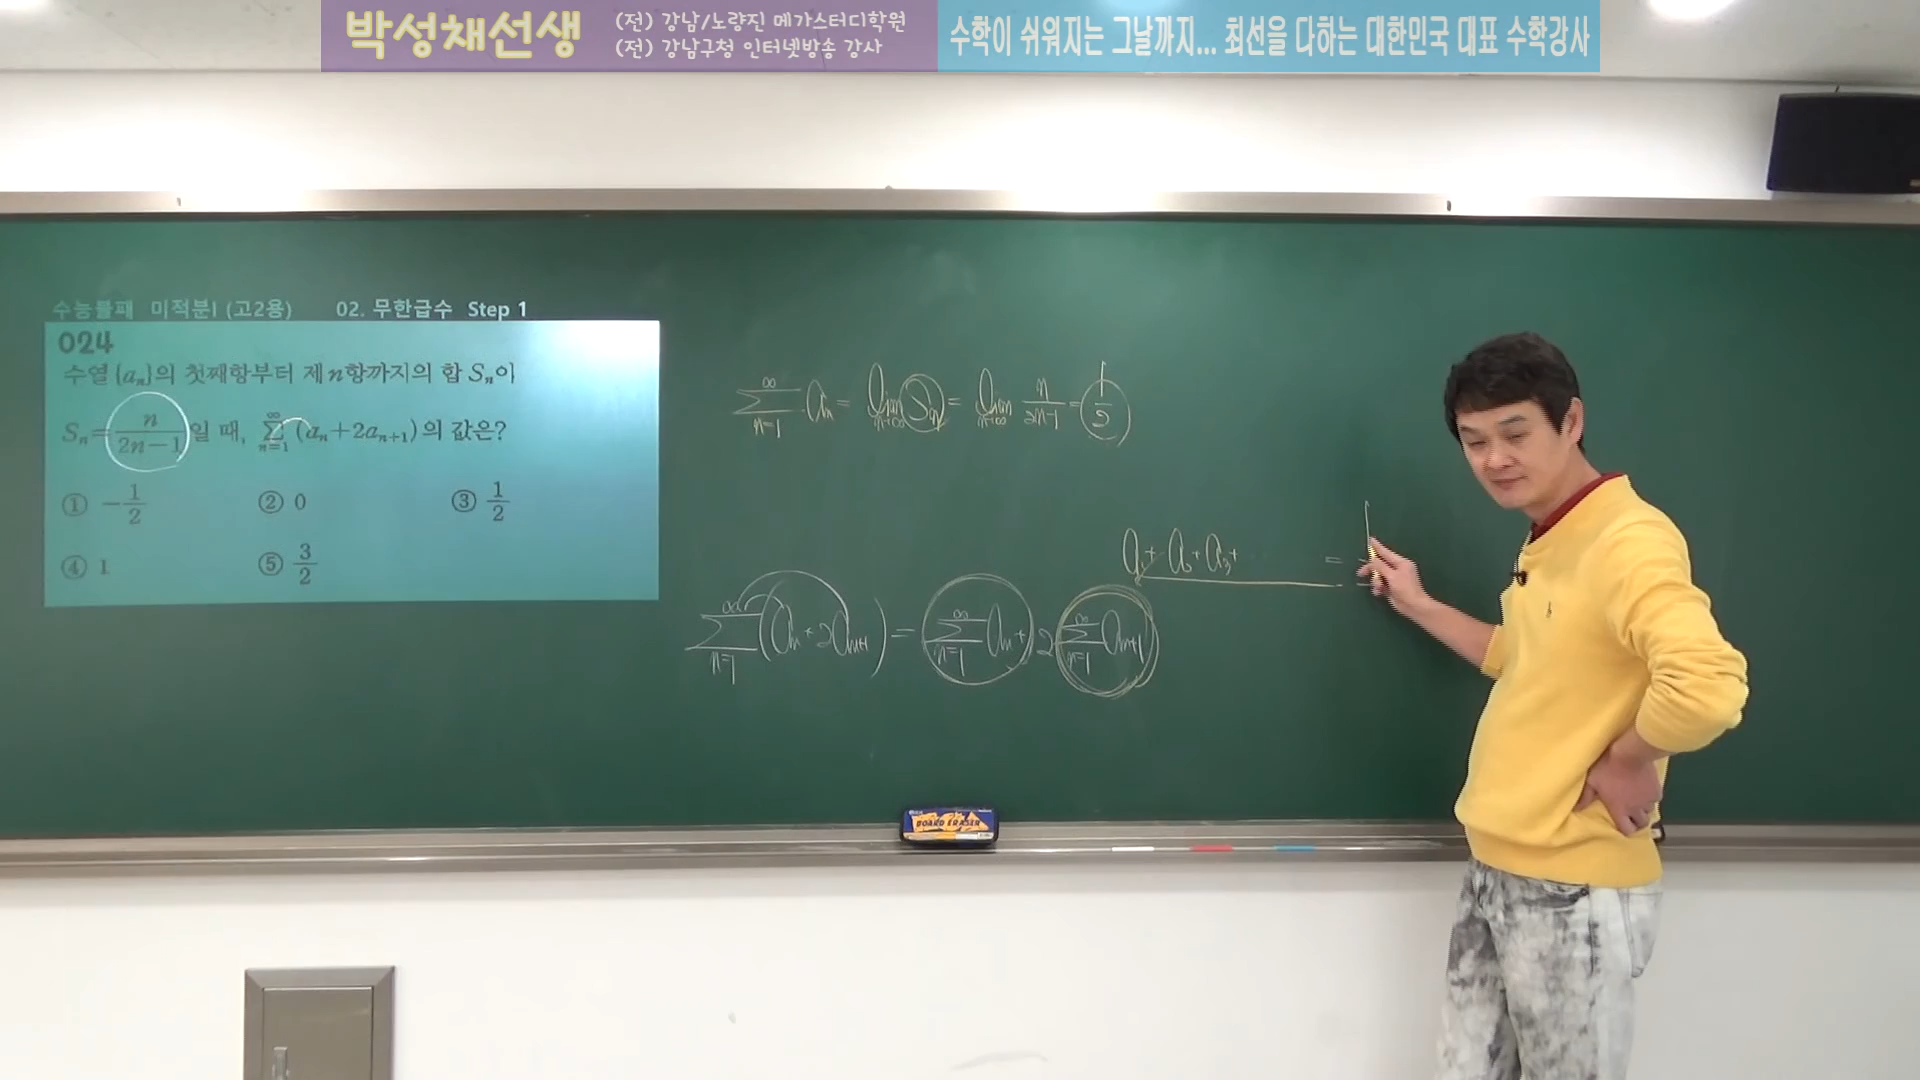 박성채선생
(전) 강남/노량진 메가스터디학원
(전) 강남구청 인터넷방송 강사
수학이 쉬워지는 그날까지... 최선을 다하는 대한민국 대표 수학강사
수능불패 미적분Ⅰ (고2용) 02. 무한급수 Step 1
024
수열 {aₙ}의 첫째항부터 제n항까지의 합 Sₙ이
Sₙ = n/(2n−1) 일 때, ∑_{n=1}^{∞} (aₙ+2aₙ₊₁)의 값은?
① −1/2 ② 0 ③ 1/2
④ 1 ⑤ 3/2
∑_{n=1}^{∞} aₙ = lim_{n→∞} Sₙ = lim_{n→∞} n/(2n−1) = 1/2
a₁ + a₂ + a₃ + ⋯ =
∑_{n=1}^{∞} (aₙ + 2aₙ₊₁) = ∑_{n=1}^{∞} aₙ + 2 ∑_{n=1}^{∞} aₙ₊₁
BOARD ERASER